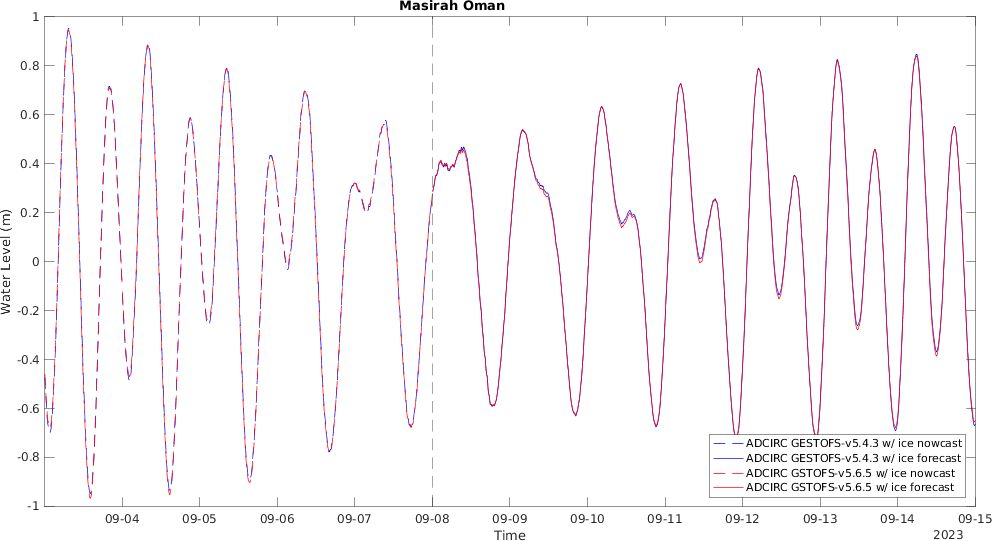 Masirah Oman
1
0.8
0.6
0.4
0.2
0
-0.2
-0.4
-0.6
-0.8
-1
Water Level (m)
ADCIRC GESTOFS-v5.4.3 w/ ice nowcast
ADCIRC GESTOFS-v5.4.3 w/ ice forecast
ADCIRC GSTOFS-v5.6.5 w/ ice nowcast
ADCIRC GSTOFS-v5.6.5 w/ ice forecast
09-04 09-05 09-06 09-07 09-08 09-09 09-10 09-11 09-12 09-13 09-14 09-15
Time
2023